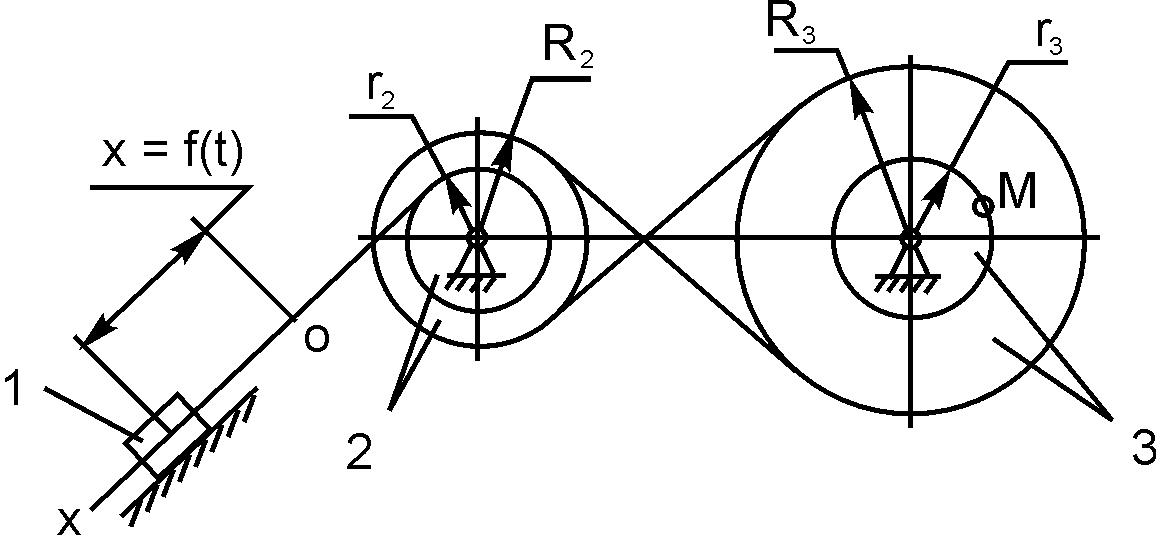 R₃
r₃
R₂
r₂
x = f(t)
M
o
1
2
3
x